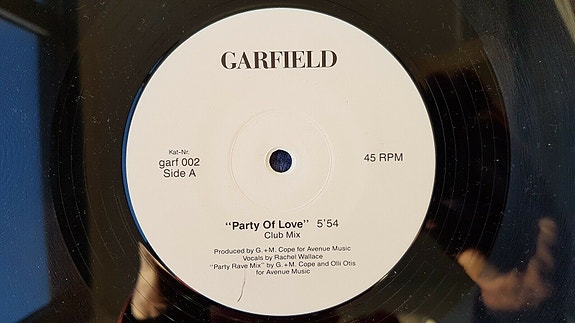 GARFIELD
Kat-Nr.
garf 002
Side A
45 RPM
"Party Of Love" 5'54
Club Mix
Produced by G.+M. Cope for Avenue Music
Vocals by Rachel Wallace
"Party Rave Mix" by G.+M. Cope and Olli Otis
for Avenue Music